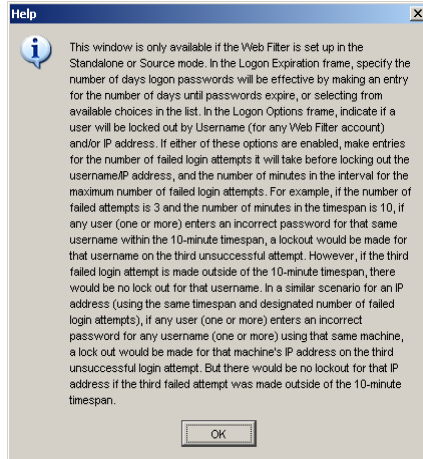 Help
This window is only available if the Web Filter is set up in the
Standalone or Source mode. In the Logon Expiration frame, specify the
number of days logon passwords will be effective by making an entry
for the number of days until passwords expire, or selecting from
available choices in the list. In the Logon Options frame, indicate if a
user will be locked out by Username (for any Web Filter account)
and/or IP address. If either of these options are enabled, make entries
for the number of failed login attempts it will take before locking out the
username/IP address, and the number of minutes in the interval for the
maximum number of failed login attempts. For example, if the number of
failed attempts is 3 and the number of minutes in the timespan is 10, if
any user (one or more) enters an incorrect password for that same
username within the 10-minute timespan, a lockout would be made for
that username on the third unsuccessful attempt. However, if the third
failed login attempt is made outside of the 10-minute timespan, there
would be no lock out for that username. In a similar scenario for an IP
address (using the same timespan and designated number of failed
login attempts), if any user (one or more) enters an incorrect
password for any username (one or more) using that same machine,
a lock out would be made for that machine's IP address on the third
unsuccessful login attempt. But there would be no lockout for that IP
address if the third failed attempt was made outside of the 10-minute
timespan.
OK